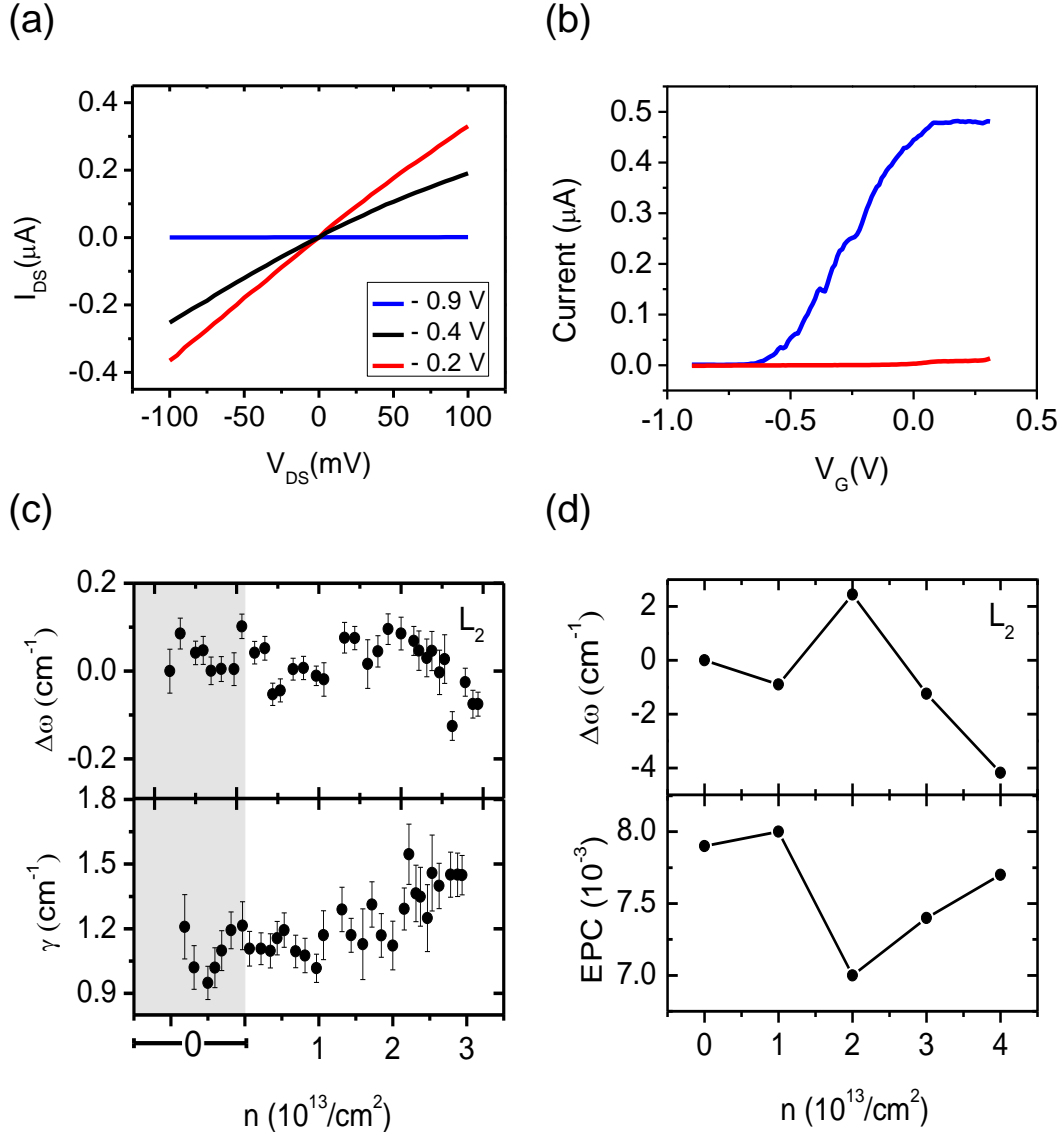 (a)
0.4
0.2
0.0
-0.2
-0.4
I_DS(μA)
-100 -50 0 50 100
V_DS(mV)
- 0.9 V
- 0.4 V
- 0.2 V
(b)
0.5
0.4
0.3
0.2
0.1
0.0
Current (μA)
-1.0 -0.5 0.0 0.5
V_G(V)
(c)
0.2
0.0
-0.2
Δω (cm⁻¹)
L₂
1.8
1.5
1.2
0.9
γ (cm⁻¹)
0 1 2 3
n (10¹³/cm²)
(d)
2
0
-2
-4
Δω (cm⁻¹)
L₂
8.0
7.5
7.0
EPC (10⁻³)
0 1 2 3 4
n (10¹³/cm²)